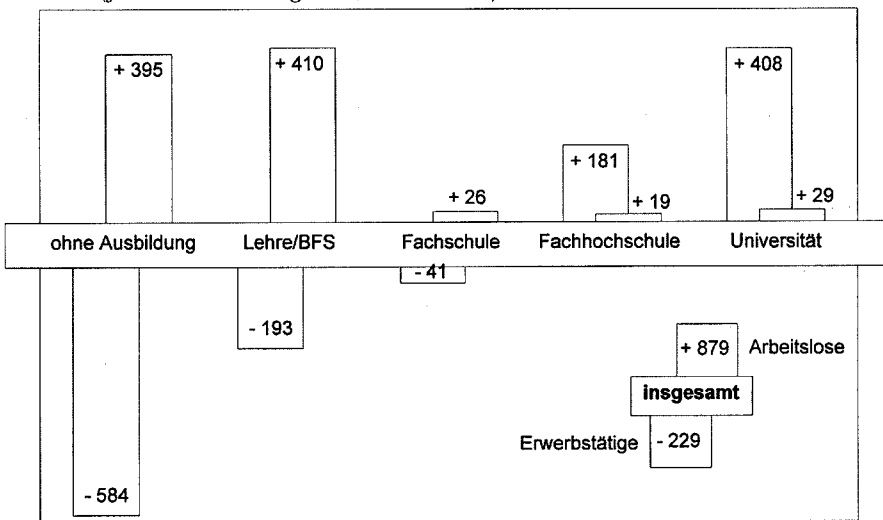 + 395
+ 410
+ 408
+ 181
+ 26
+ 19
+ 29
ohne Ausbildung
Lehre/BFS
Fachschule
Fachhochschule
Universität
- 41
- 193
+ 879 Arbeitslose
insgesamt
Erwerbstätige - 229
- 584